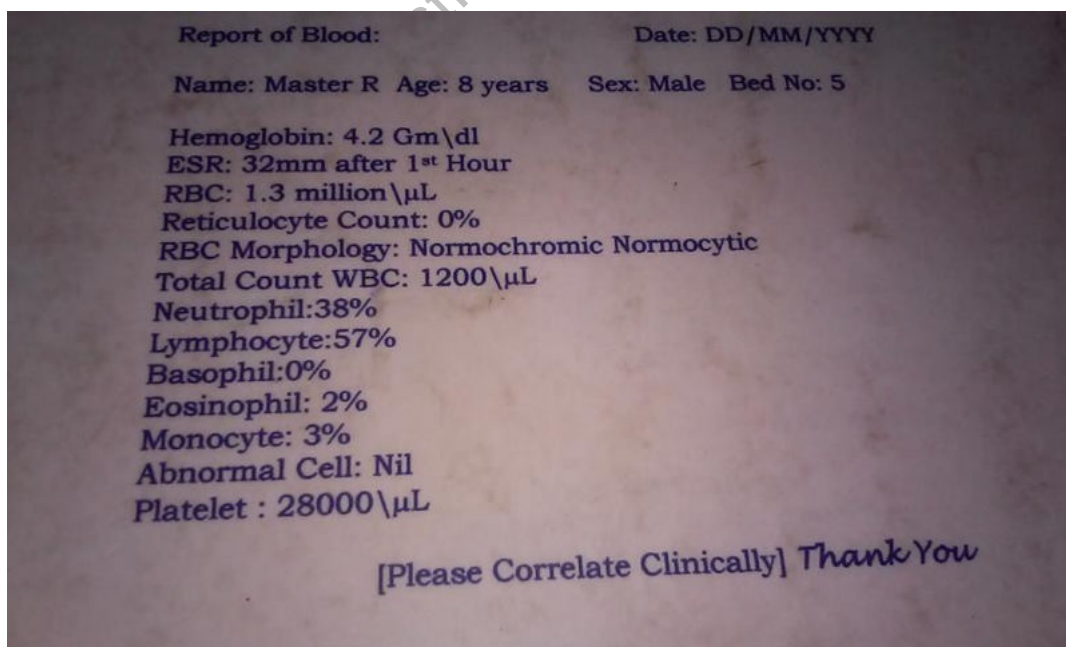 Report of Blood: Date: DD/MM/YYYY
Name: Master R Age: 8 years Sex: Male Bed No: 5
Hemoglobin: 4.2 Gm\dl
ESR: 32mm after 1st Hour
RBC: 1.3 million\μL
Reticulocyte Count: 0%
RBC Morphology: Normochromic Normocytic
Total Count WBC: 1200\μL
Neutrophil:38%
Lymphocyte:57%
Basophil:0%
Eosinophil: 2%
Monocyte: 3%
Abnormal Cell: Nil
Platelet : 28000\μL
[Please Correlate Clinically] Thank You